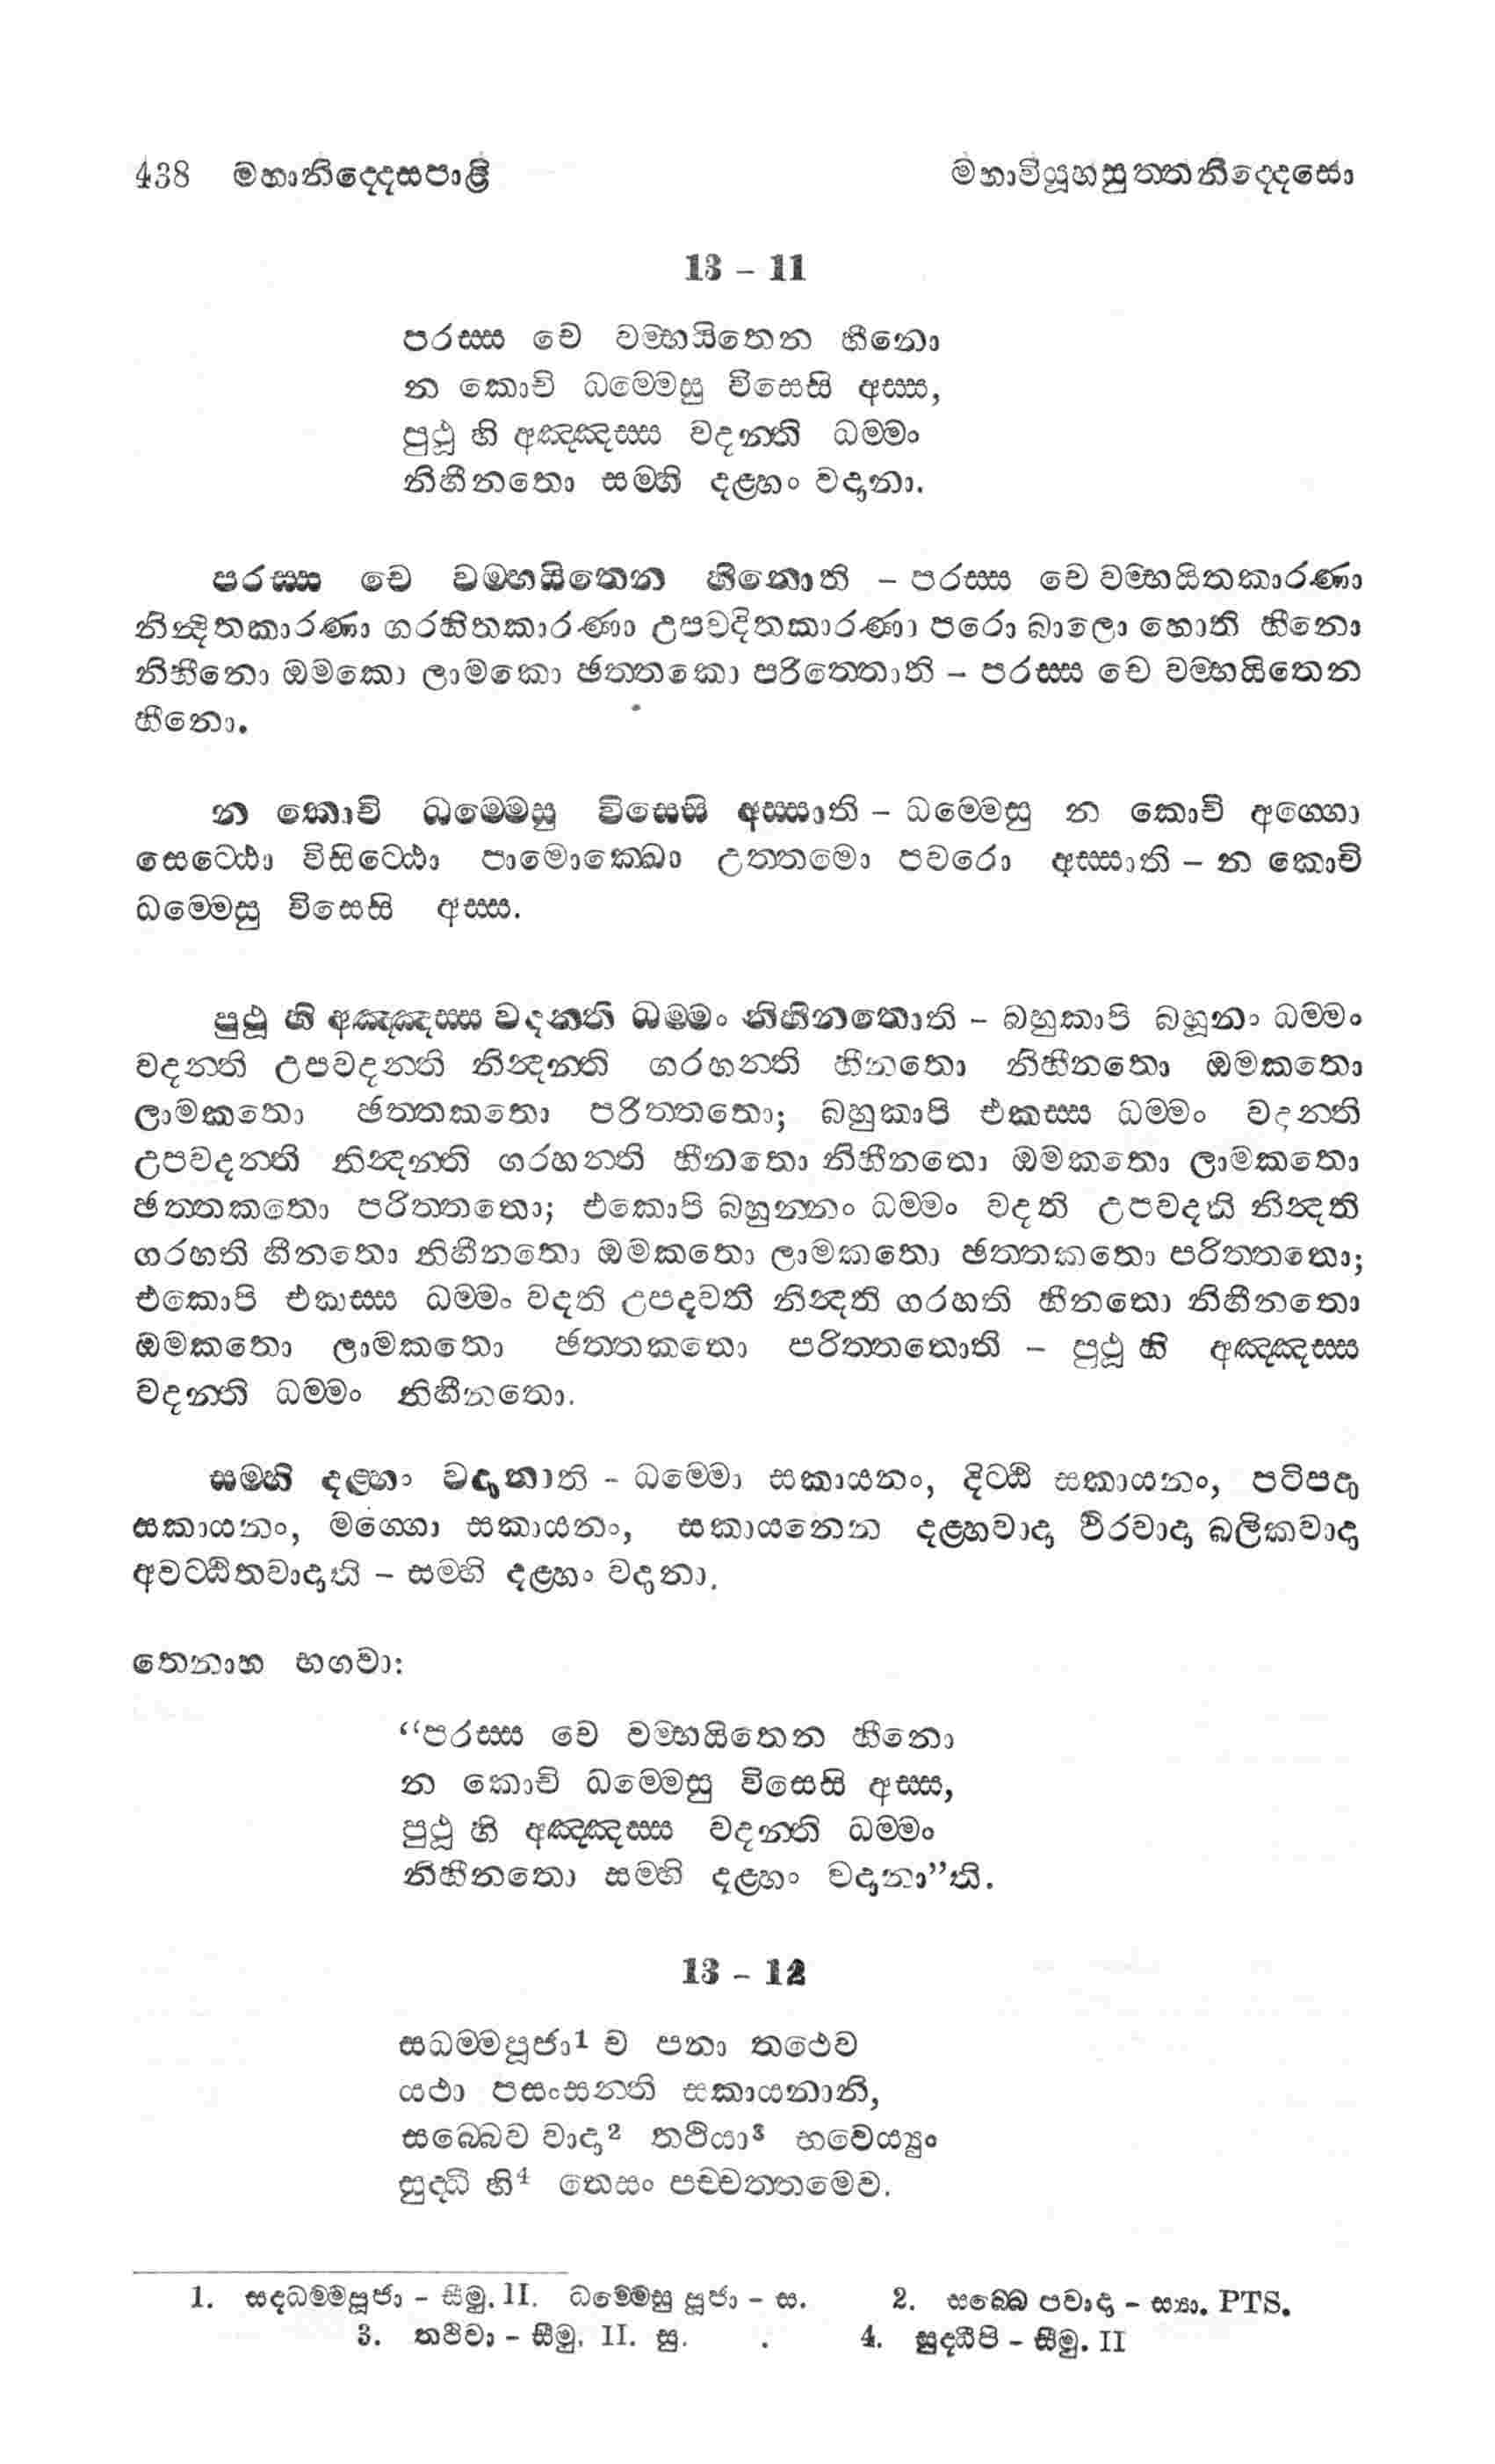 438 මහානිද්දෙසපාළි මහාවියූහසුත්තනිද්දෙසො
13 - 11
පරස්ස චෙ වම්භයිතෙන හීනො
න කොචි ධම්මෙසු විසෙසි අස්ස,
පුථූ හි අඤ්ඤස්ස වදන්ති ධම්මං
නිහීනතො සම්හි දළ්හං වදානා.
පරස්ස චෙ වම්භයිතෙන හීනොති - පරස්ස චෙ වම්භයිතකාරණා
නින්දිතකාරණා ගරහිතකාරණා උපවදිතකාරණා පරො බාලො හොති හීනො
නිහීනො ඔමකො ලාමකො ඡත්තකො පරිත්තොති - පරස්ස චෙ වම්භයිතෙන
හීනො.
න කොචි ධම්මෙසු විසෙසි අස්සාති - ධම්මෙසු න කොචි අග්ගො
සෙට්ඨො විසිට්ඨො පාමොක්ඛො උත්තමො පවරො අස්සාති - න කොචි
ධම්මෙසු විසෙසි අස්ස.
පුථූ හි අඤ්ඤස්ස වදන්ති ධම්මං නිහීනතොති - බහුකාපි බහූනං ධම්මං
වදන්ති උපවදන්ති නින්දන්ති ගරහන්ති හීනතො නිහීනතො ඔමකතො
ලාමකතො ඡත්තකතො පරිත්තතො; බහුකාපි එකස්ස ධම්මං වදන්ති
උපවදන්ති නින්දන්ති ගරහන්ති හීනතො නිහීනතො ඔමකතො ලාමකතො
ඡත්තකතො පරිත්තතො; එකොපි බහුන්නං ධම්මං වදති උපවදති නින්දති
ගරහති හීනතො නිහීනතො ඔමකතො ලාමකතො ඡත්තකතො පරිත්තතො;
එකොපි එකස්ස ධම්මං වදති උපදවති නින්දති ගරහති හීනතො නිහීනතො
ඔමකතො ලාමකතො ඡත්තකතො පරිත්තතොති - පුථූ හි අඤ්ඤස්ස
වදන්ති ධම්මං නිහීනතො.
සම්හි දළ්හං වදානාති - ධම්මො සකායනං, දිට්ඨි සකායනං, පටිපදා
සකායනං, මග්ගො සකායනං, සකායනෙන දළ්හවාදා ථිරවාදා බලිකවාදා
අවට්ඨිතවාදාති - සම්හි දළ්හං වදානා.
තෙනාහ භගවා:
“පරස්ස චෙ වම්භයිතෙන හීනො
න කොචි ධම්මෙසු විසෙසි අස්ස,
පුථූ හි අඤ්ඤස්ස වදන්ති ධම්මං
නිහීනතො සම්හි දළ්හං වදානා”ති.
13 - 12
සධම්මපූජා1 ච පනා තථෙව
යථා පසංසන්ති සකායනානි,
සබ්බෙව වාදා2 තථියා3 භවෙය්‍යුං
සුද්ධි හි4 තෙසං පච්චත්තමෙව.
1. සද්ධම්මපූජා - සීමු. II. ධම්මෙසු පූජා - ස. 2. සබ්බෙ පවාදා - ස්‍යා. PTS.
3. තථිවා - සීමු. II. සු. 4. සුද්ධීපි - සීමු. II